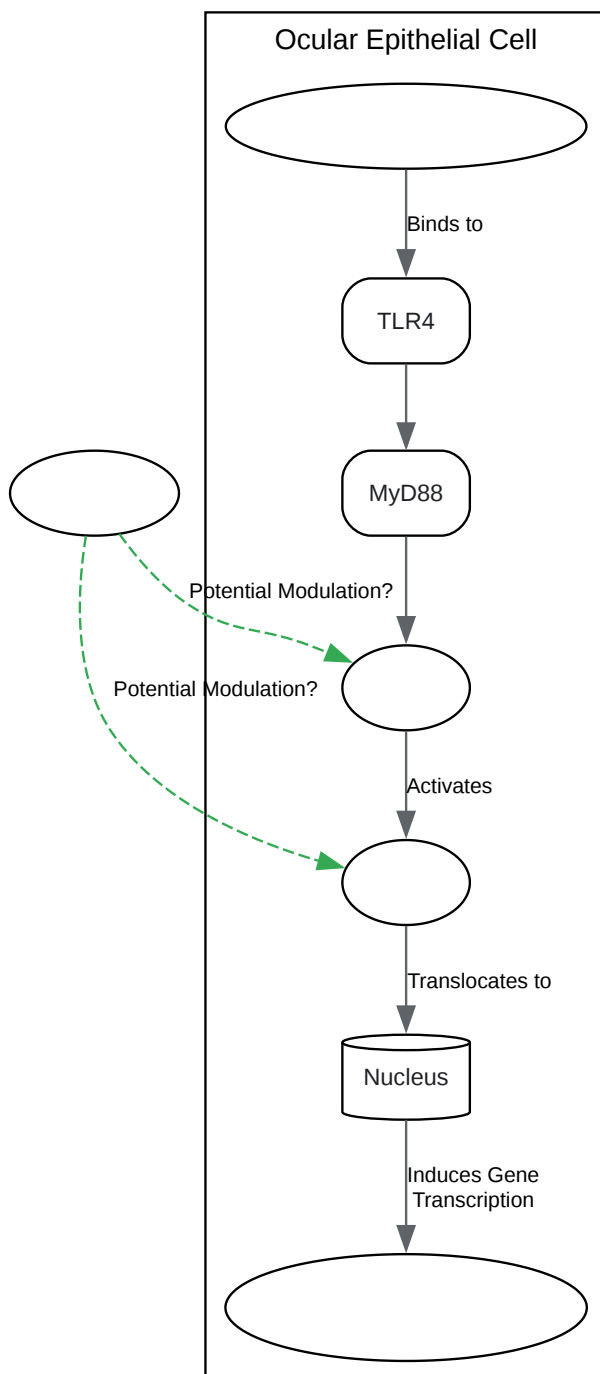 Ocular Epithelial Cell
Binds to
TLR4
MyD88
Potential Modulation?
Potential Modulation?
Activates
Translocates to
Nucleus
Induces Gene
Transcription